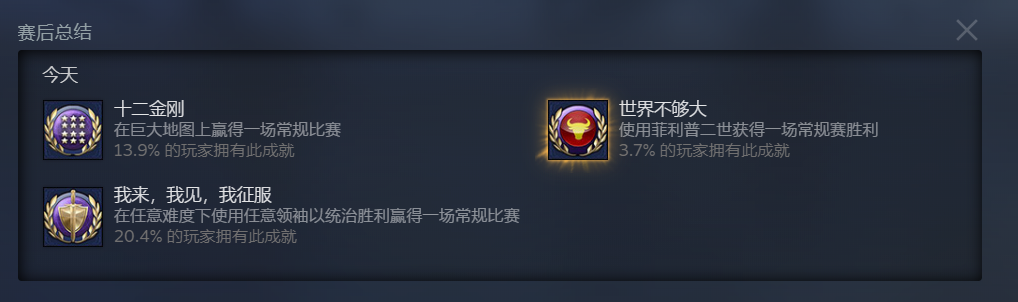 赛后总结
今天
十二金刚
在巨大地图上赢得一场常规比赛
13.9% 的玩家拥有此成就
世界不够大
使用菲利普二世获得一场常规赛胜利
3.7% 的玩家拥有此成就
我来，我见，我征服
在任意难度下使用任意领袖以统治胜利赢得一场常规比赛
20.4% 的玩家拥有此成就